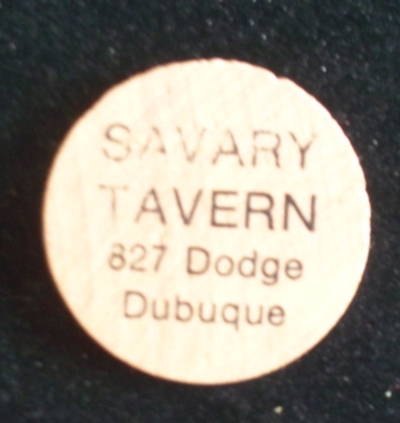 SAVARY
TAVERN
827 Dodge
Dubuque